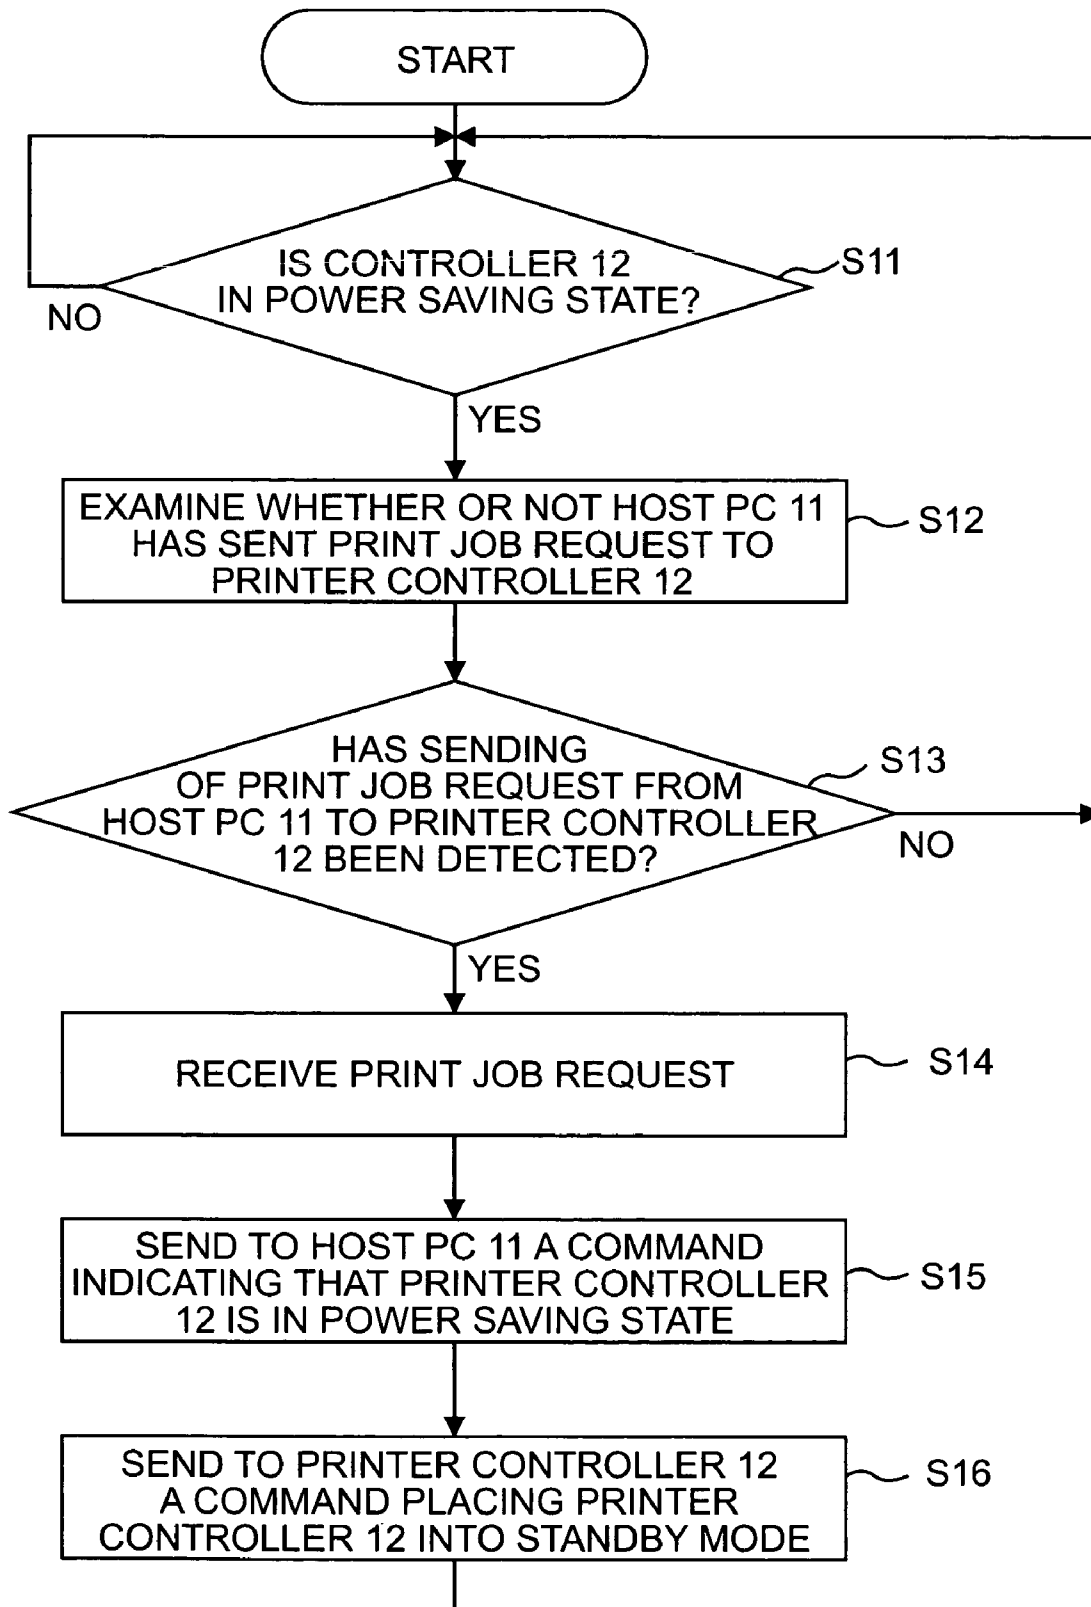 START
IS CONTROLLER 12
IN POWER SAVING STATE?
S11
NO
YES
EXAMINE WHETHER OR NOT HOST PC 11
HAS SENT PRINT JOB REQUEST TO
PRINTER CONTROLLER 12
S12
HAS SENDING
OF PRINT JOB REQUEST FROM
HOST PC 11 TO PRINTER CONTROLLER
12 BEEN DETECTED?
S13
NO
YES
RECEIVE PRINT JOB REQUEST
S14
SEND TO HOST PC 11 A COMMAND
INDICATING THAT PRINTER CONTROLLER
12 IS IN POWER SAVING STATE
S15
SEND TO PRINTER CONTROLLER 12
A COMMAND PLACING PRINTER
CONTROLLER 12 INTO STANDBY MODE
S16